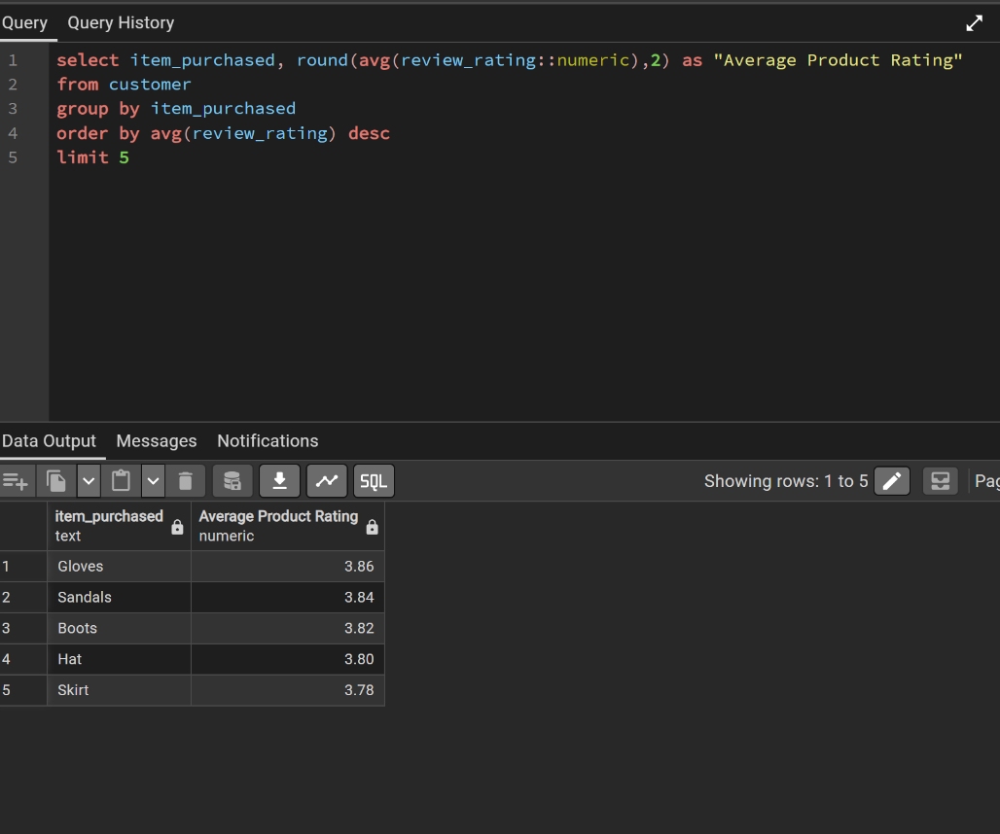 Query Query History
1 select item_purchased, round(avg(review_rating::numeric),2) as "Average Product Rating"
2 from customer
3 group by item_purchased
4 order by avg(review_rating) desc
5 limit 5
Data Output Messages Notifications
SQL Showing rows: 1 to 5 Pag
item_purchased Average Product Rating
text numeric
1 Gloves 3.86
2 Sandals 3.84
3 Boots 3.82
4 Hat 3.80
5 Skirt 3.78